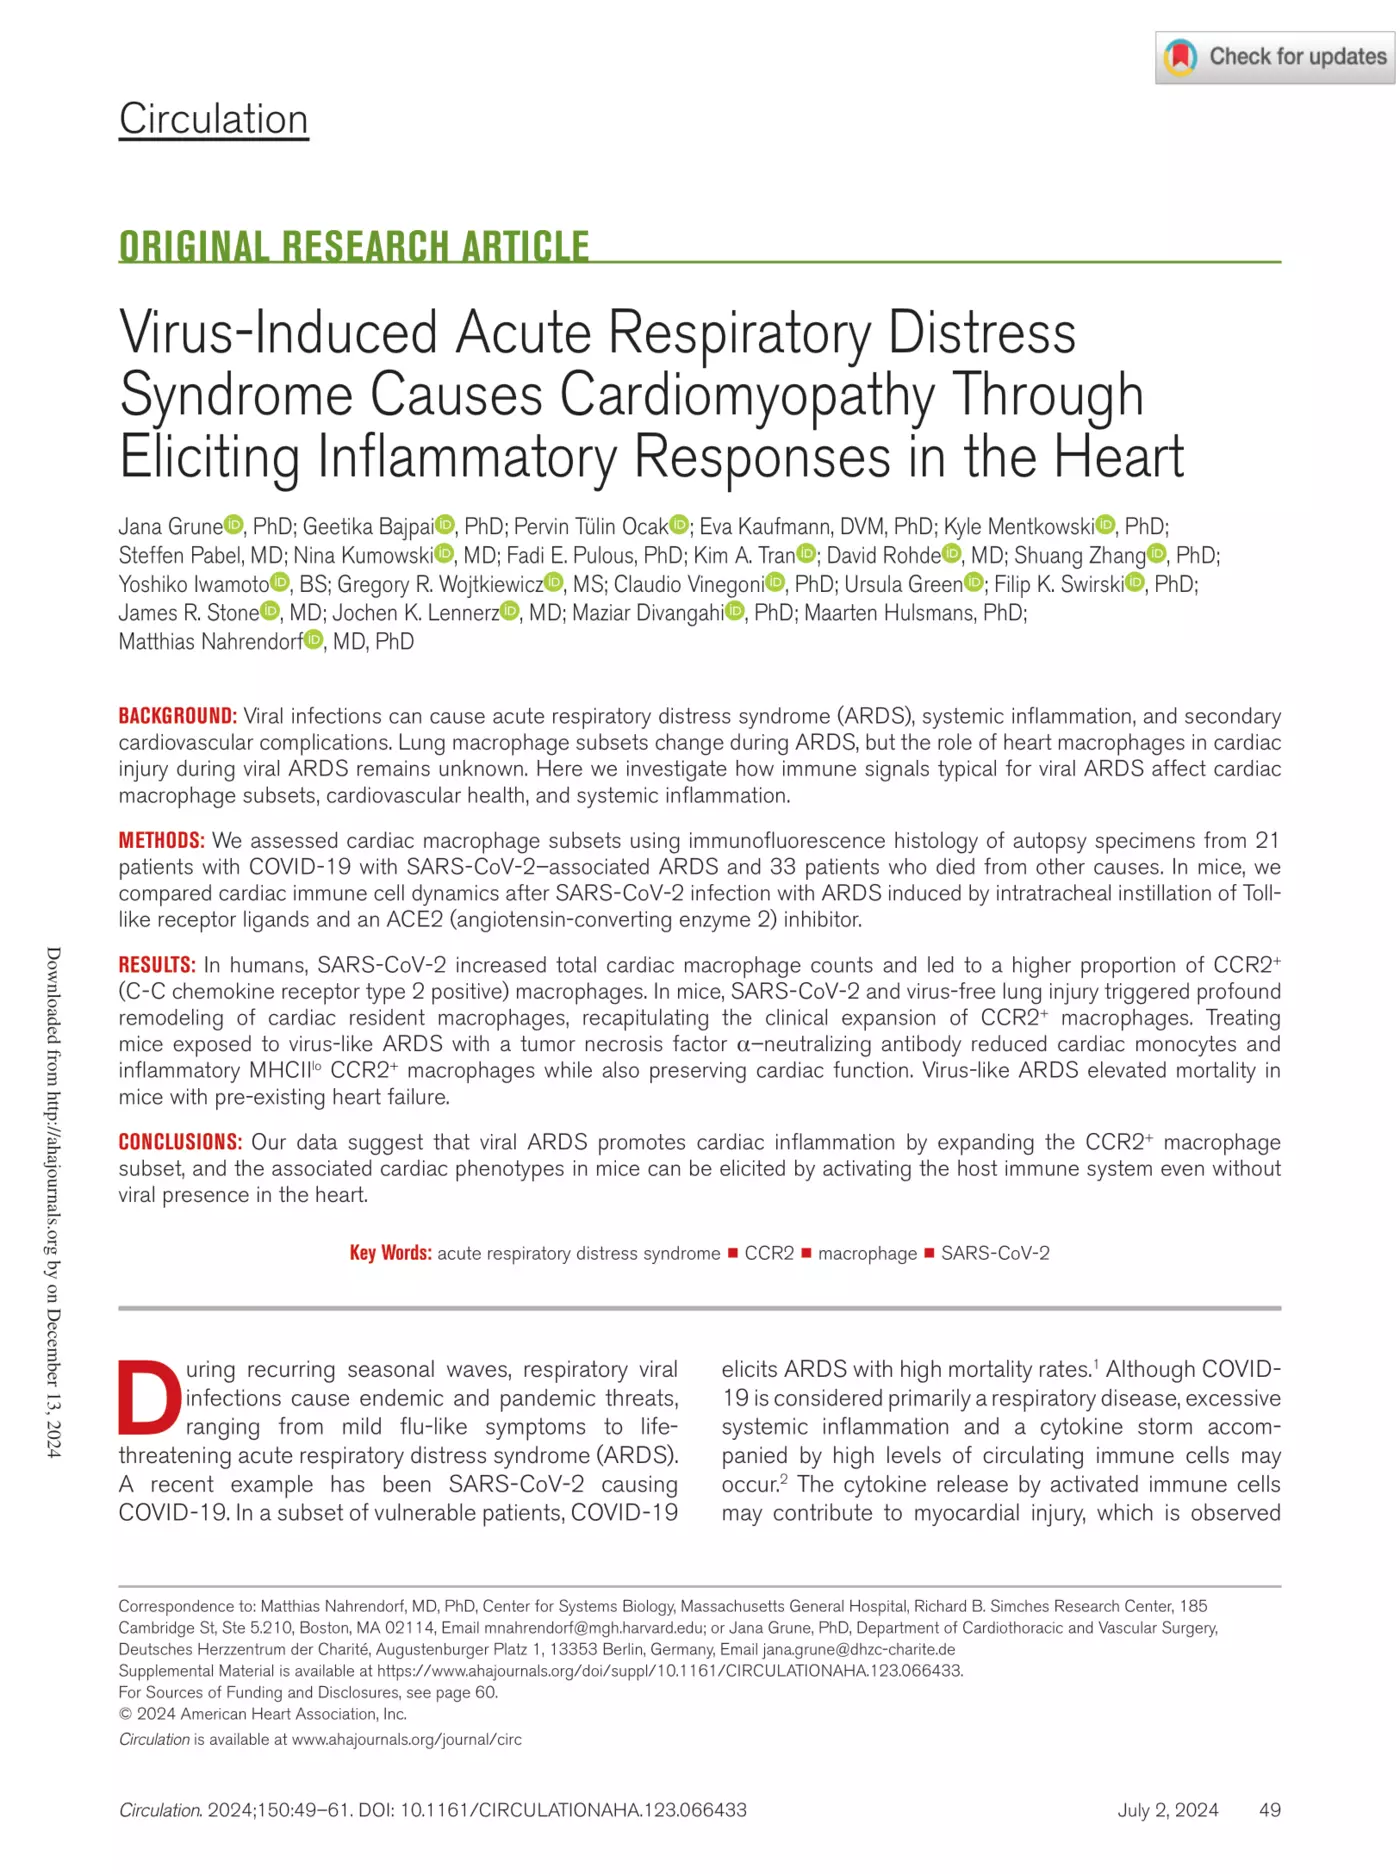 Check for updates
Circulation
ORIGINAL RESEARCH ARTICLE
Virus-Induced Acute Respiratory Distress
Syndrome Causes Cardiomyopathy Through
Eliciting Inflammatory Responses in the Heart
Jana Grune iD, PhD; Geetika Bajpai iD, PhD; Pervin Tülin Ocak iD; Eva Kaufmann, DVM, PhD; Kyle Mentkowski iD, PhD;
Steffen Pabel, MD; Nina Kumowski iD, MD; Fadi E. Pulous, PhD; Kim A. Tran iD; David Rohde iD, MD; Shuang Zhang iD, PhD;
Yoshiko Iwamoto iD, BS; Gregory R. Wojtkiewicz iD, MS; Claudio Vinegoni iD, PhD; Ursula Green iD; Filip K. Swirski iD, PhD;
James R. Stone iD, MD; Jochen K. Lennerz iD, MD; Maziar Divangahi iD, PhD; Maarten Hulsmans, PhD;
Matthias Nahrendorf iD, MD, PhD
BACKGROUND: Viral infections can cause acute respiratory distress syndrome (ARDS), systemic inflammation, and secondary
cardiovascular complications. Lung macrophage subsets change during ARDS, but the role of heart macrophages in cardiac
injury during viral ARDS remains unknown. Here we investigate how immune signals typical for viral ARDS affect cardiac
macrophage subsets, cardiovascular health, and systemic inflammation.
METHODS: We assessed cardiac macrophage subsets using immunofluorescence histology of autopsy specimens from 21
patients with COVID-19 with SARS-CoV-2–associated ARDS and 33 patients who died from other causes. In mice, we
compared cardiac immune cell dynamics after SARS-CoV-2 infection with ARDS induced by intratracheal instillation of Toll-
like receptor ligands and an ACE2 (angiotensin-converting enzyme 2) inhibitor.
RESULTS: In humans, SARS-CoV-2 increased total cardiac macrophage counts and led to a higher proportion of CCR2⁺
(C-C chemokine receptor type 2 positive) macrophages. In mice, SARS-CoV-2 and virus-free lung injury triggered profound
remodeling of cardiac resident macrophages, recapitulating the clinical expansion of CCR2⁺ macrophages. Treating
mice exposed to virus-like ARDS with a tumor necrosis factor α–neutralizing antibody reduced cardiac monocytes and
inflammatory MHCIIˡᵒ CCR2⁺ macrophages while also preserving cardiac function. Virus-like ARDS elevated mortality in
mice with pre-existing heart failure.
CONCLUSIONS: Our data suggest that viral ARDS promotes cardiac inflammation by expanding the CCR2⁺ macrophage
subset, and the associated cardiac phenotypes in mice can be elicited by activating the host immune system even without
viral presence in the heart.
Key Words: acute respiratory distress syndrome ■ CCR2 ■ macrophage ■ SARS-CoV-2
During recurring seasonal waves, respiratory viral
infections cause endemic and pandemic threats,
ranging from mild flu-like symptoms to life-
threatening acute respiratory distress syndrome (ARDS).
A recent example has been SARS-CoV-2 causing
COVID-19. In a subset of vulnerable patients, COVID-19
elicits ARDS with high mortality rates.¹ Although COVID-
19 is considered primarily a respiratory disease, excessive
systemic inflammation and a cytokine storm accom-
panied by high levels of circulating immune cells may
occur.² The cytokine release by activated immune cells
may contribute to myocardial injury, which is observed
Correspondence to: Matthias Nahrendorf, MD, PhD, Center for Systems Biology, Massachusetts General Hospital, Richard B. Simches Research Center, 185
Cambridge St, Ste 5.210, Boston, MA 02114, Email mnahrendorf@mgh.harvard.edu; or Jana Grune, PhD, Department of Cardiothoracic and Vascular Surgery,
Deutsches Herzzentrum der Charité, Augustenburger Platz 1, 13353 Berlin, Germany, Email jana.grune@dhzc-charite.de
Supplemental Material is available at https://www.ahajournals.org/doi/suppl/10.1161/CIRCULATIONAHA.123.066433.
For Sources of Funding and Disclosures, see page 60.
© 2024 American Heart Association, Inc.
Circulation is available at www.ahajournals.org/journal/circ
Circulation. 2024;150:49–61. DOI: 10.1161/CIRCULATIONAHA.123.066433
July 2, 2024 49
Downloaded from http://ahajournals.org by on December 13, 2024